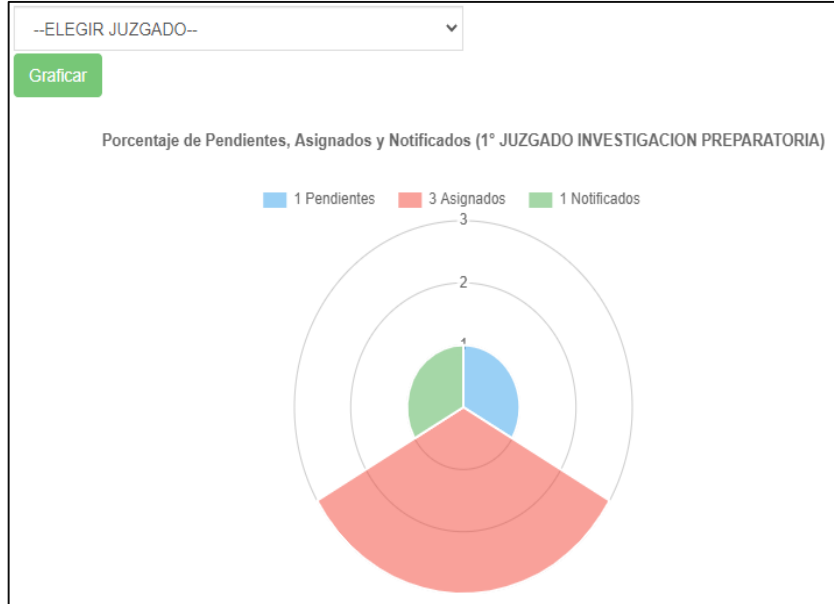 --ELEGIR JUZGADO--
Graficar
Porcentaje de Pendientes, Asignados y Notificados (1° JUZGADO INVESTIGACION PREPARATORIA)
1 Pendientes 3 Asignados 1 Notificados
3
2
1